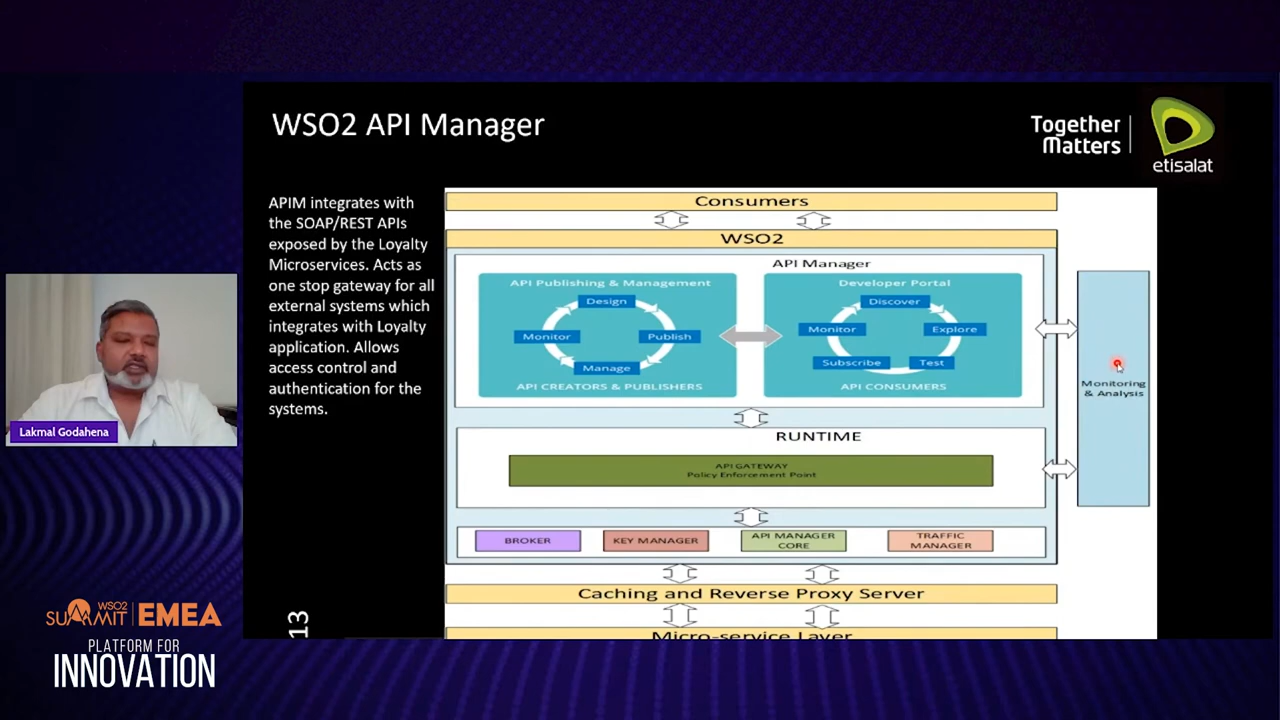 WSO2 API Manager
Together
Matters
etisalat
APIM integrates with
the SOAP/REST APIs
exposed by the Loyalty
Microservices. Acts as
one stop gateway for all
external systems which
integrates with Loyalty
application. Allows
access control and
authentication for the
systems.
Consumers
WSO2
API Manager
API Publishing & Management
Design
Monitor
Publish
Manage
API CREATORS & PUBLISHERS
Developer Portal
Discover
Monitor
Explore
Subscribe
Test
API CONSUMERS
Monitoring
& Analysis
RUNTIME
API GATEWAY
Policy Enforcement Point
BROKER
KEY MANAGER
API MANAGER
CORE
TRAFFIC
MANAGER
Caching and Reverse Proxy Server
Micro-service Layer
13
Lakmal Godahena
WSO2
SUMMIT
EMEA
PLATFORM FOR
INNOVATION